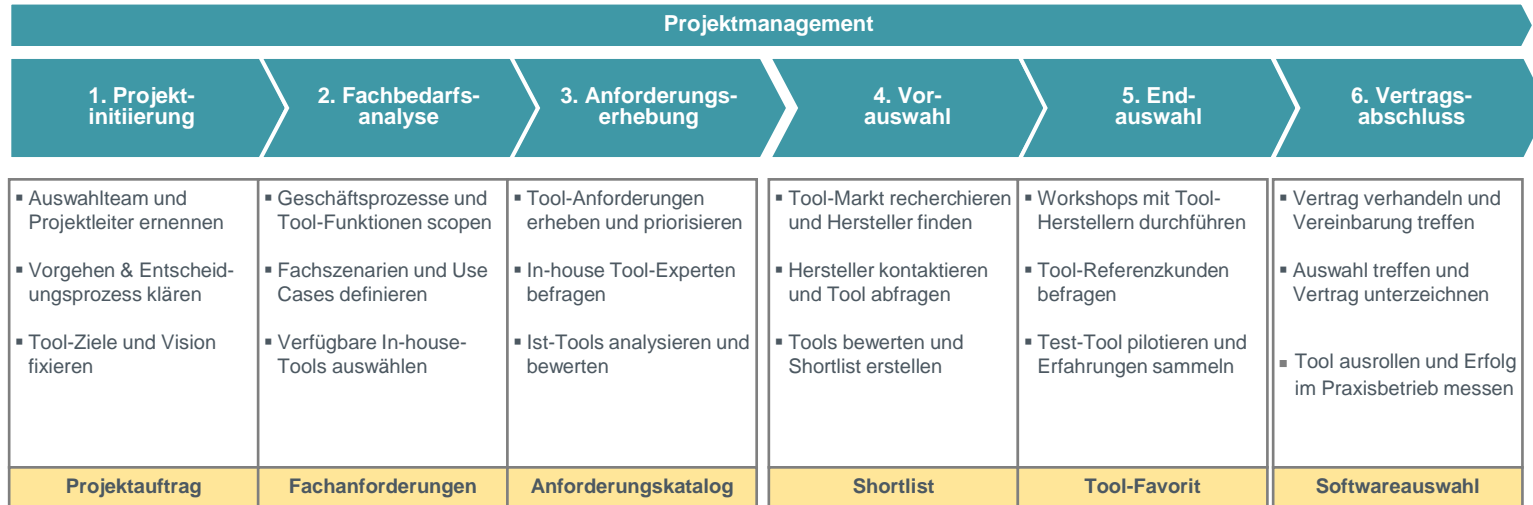 Projektmanagement
1. Projekt-
initiierung
2. Fachbedarfs-
analyse
3. Anforderungs-
erhebung
4. Vor-
auswahl
5. End-
auswahl
6. Vertrags-
abschluss
▪ Auswahlteam und
Projektleiter ernennen
▪ Vorgehen & Entscheid-
ungsprozess klären
▪ Tool-Ziele und Vision
fixieren
▪ Geschäftsprozesse und
Tool-Funktionen scopen
▪ Fachszenarien und Use
Cases definieren
▪ Verfügbare In-house-
Tools auswählen
▪ Tool-Anforderungen
erheben und priorisieren
▪ In-house Tool-Experten
befragen
▪ Ist-Tools analysieren und
bewerten
▪ Tool-Markt recherchieren
und Hersteller finden
▪ Hersteller kontaktieren
und Tool abfragen
▪ Tools bewerten und
Shortlist erstellen
▪ Workshops mit Tool-
Herstellern durchführen
▪ Tool-Referenzkunden
befragen
▪ Test-Tool pilotieren und
Erfahrungen sammeln
▪ Vertrag verhandeln und
Vereinbarung treffen
▪ Auswahl treffen und
Vertrag unterzeichnen
▪ Tool ausrollen und Erfolg
im Praxisbetrieb messen
Projektauftrag
Fachanforderungen
Anforderungskatalog
Shortlist
Tool-Favorit
Softwareauswahl